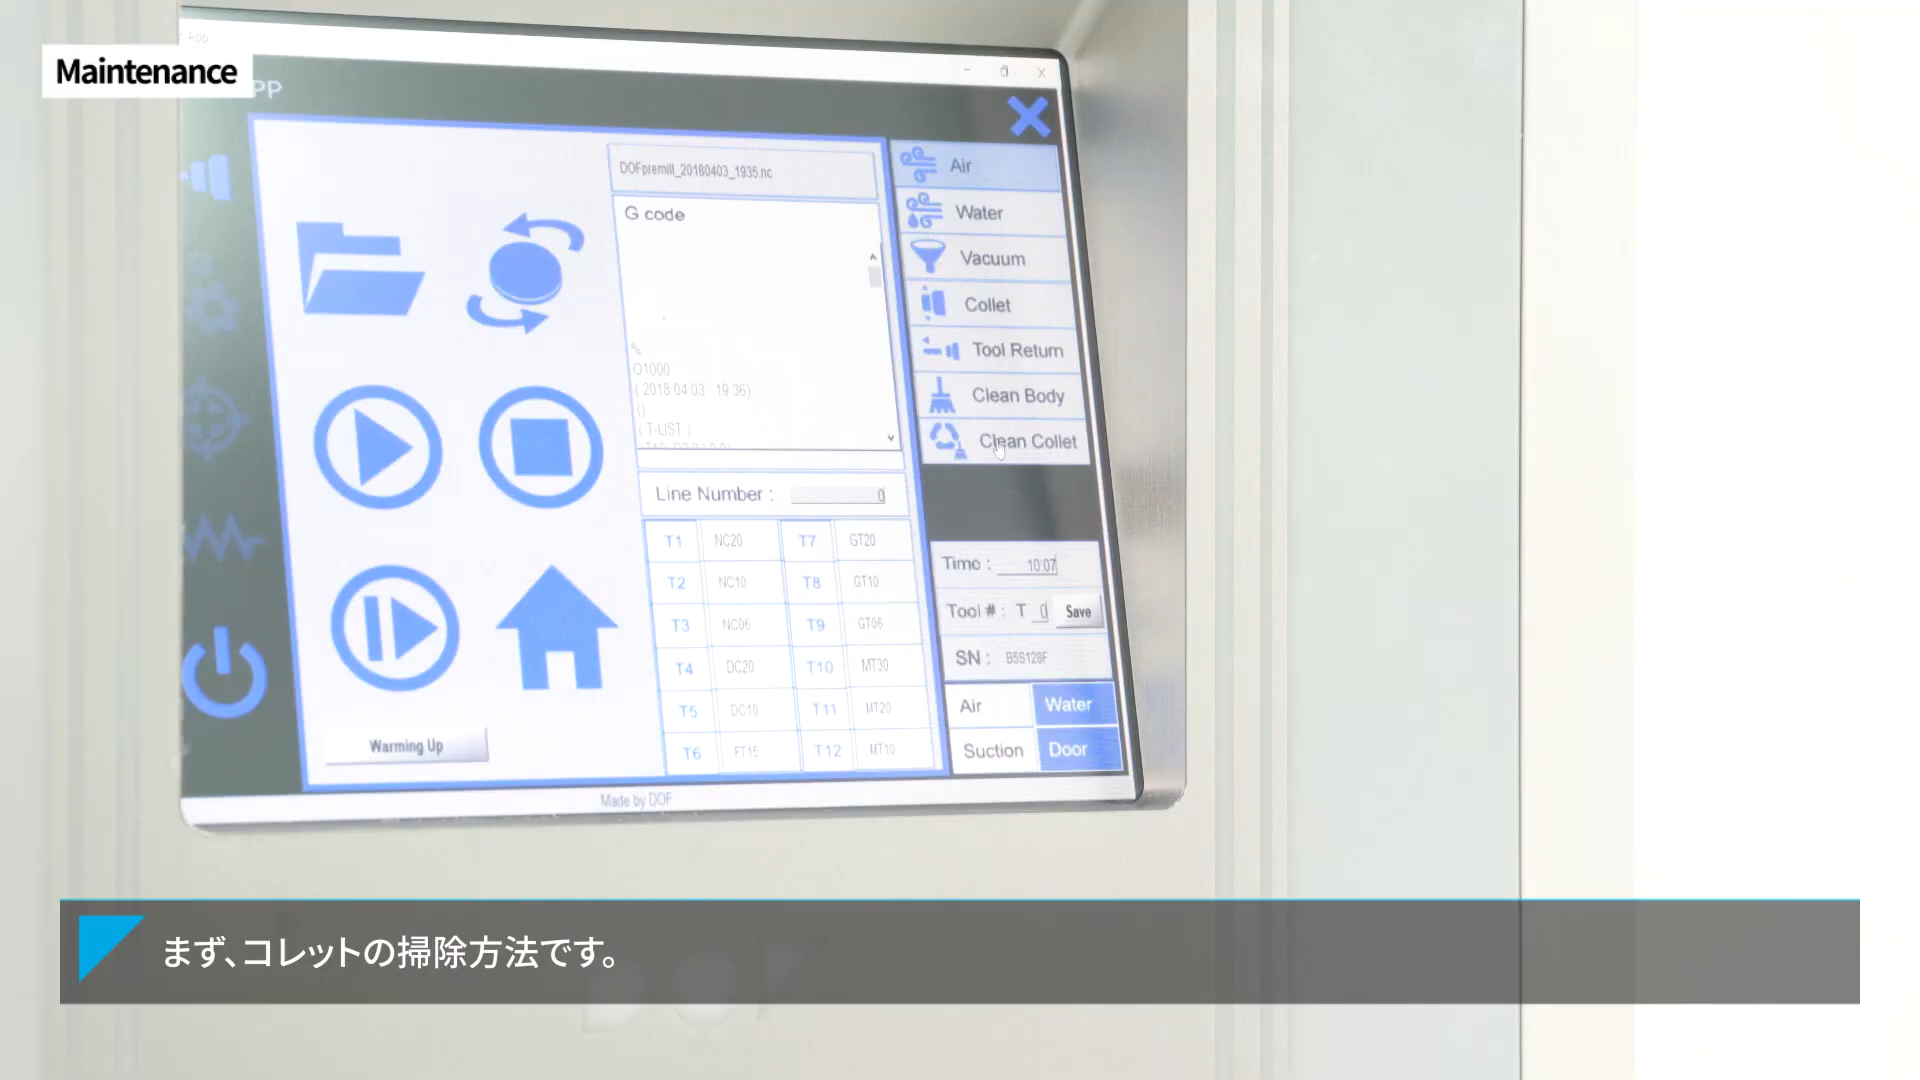 App
Maintenance
PP
DOFpremill_20180403_1935.nc
G code
%
O1000
( 2018 04 03 19 36)
()
( T-LIST )
Line Number : 0
T1 NC20 T7 GT20
T2 NC10 T8 GT10
T3 NC06 T9 GT06
T4 DC20 T10 MT30
T5 DC10 T11 MT20
T6 FT15 T12 MT10
Warming Up
Air
Water
Vacuum
Collet
Tool Return
Clean Body
Clean Collet
Time : 10.07
Tool # : T 0 Save
SN : B5S128F
Air Water
Suction Door
Made by DOF
まず、コレットの掃除方法です。